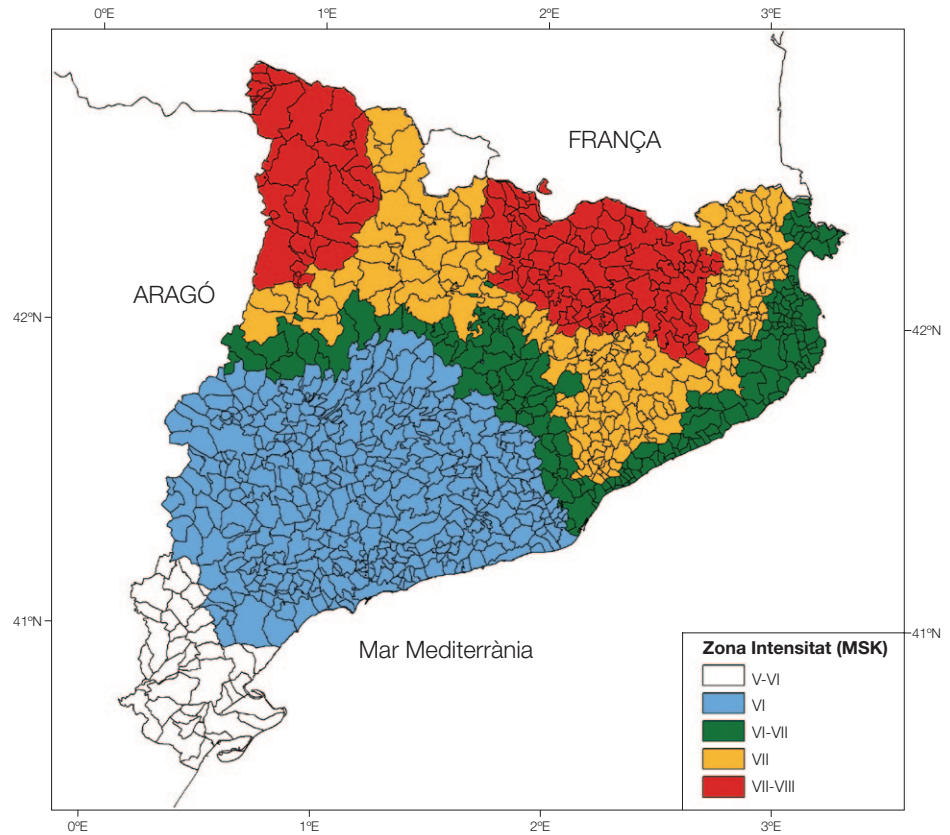 0ºE 1ºE 2ºE 3ºE
FRANÇA
ARAGÓ
42ºN 42ºN
41ºN 41ºN
Mar Mediterrània
Zona Intensitat (MSK)
V-VI
VI
VI-VII
VII
VII-VIII
0ºE 1ºE 2ºE 3ºE